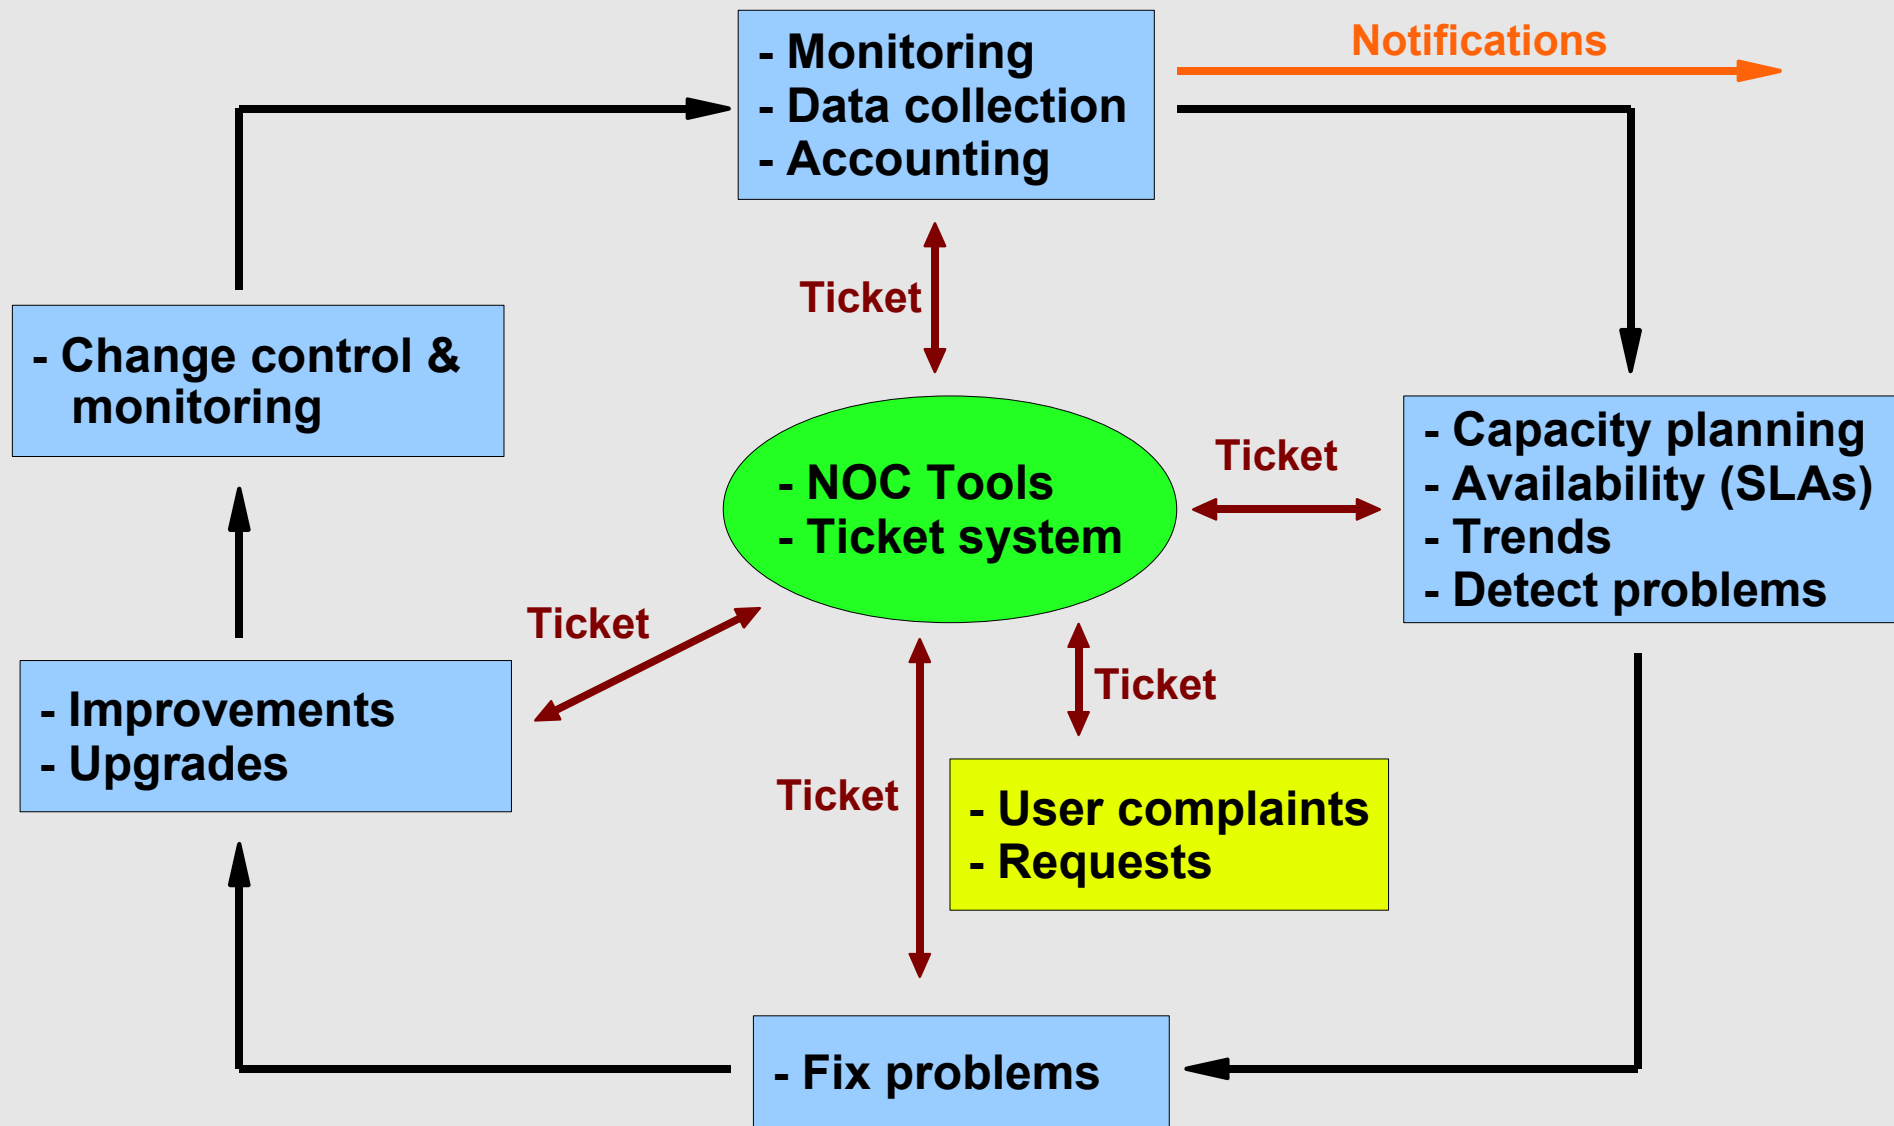 - Monitoring
- Data collection
- Accounting
Notifications
Ticket
- Change control &
monitoring
- NOC Tools
- Ticket system
Ticket
- Capacity planning
- Availability (SLAs)
- Trends
- Detect problems
Ticket
- Improvements
- Upgrades
Ticket
Ticket
- User complaints
- Requests
- Fix problems